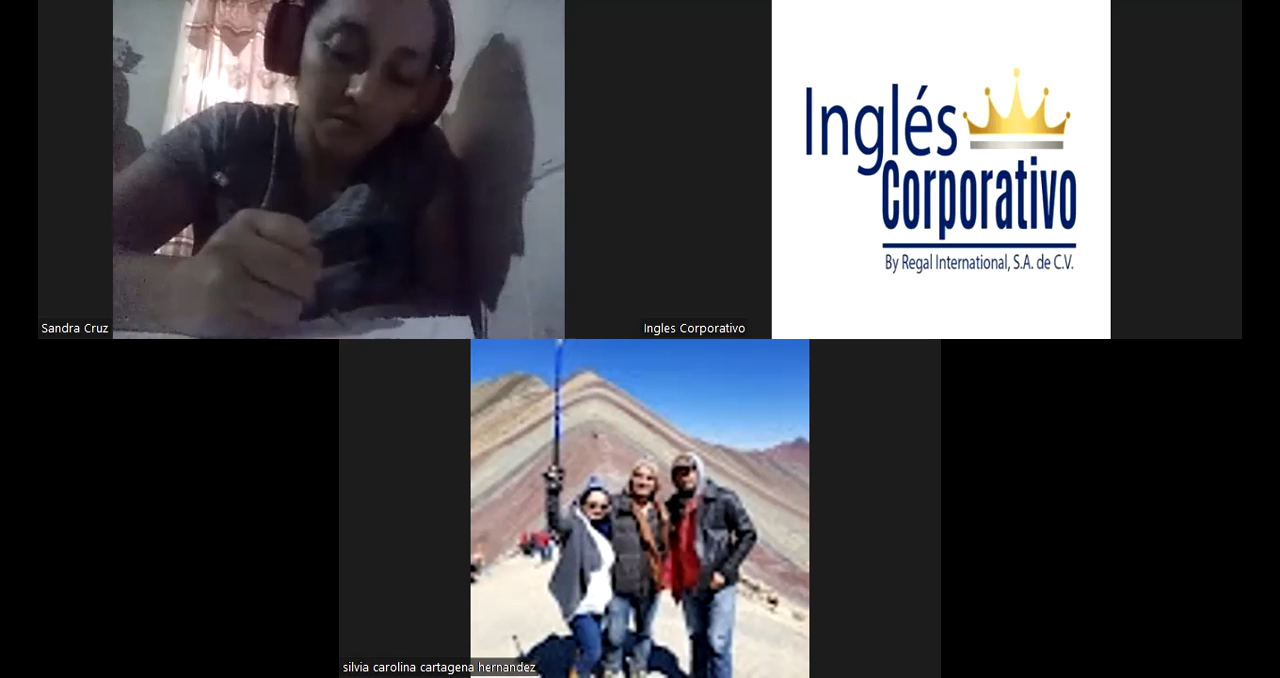 Inglés
Corporativo
By Regal International, S.A. de C.V.
Sandra Cruz
Ingles Corporativo
silvia carolina cartagena hernandez